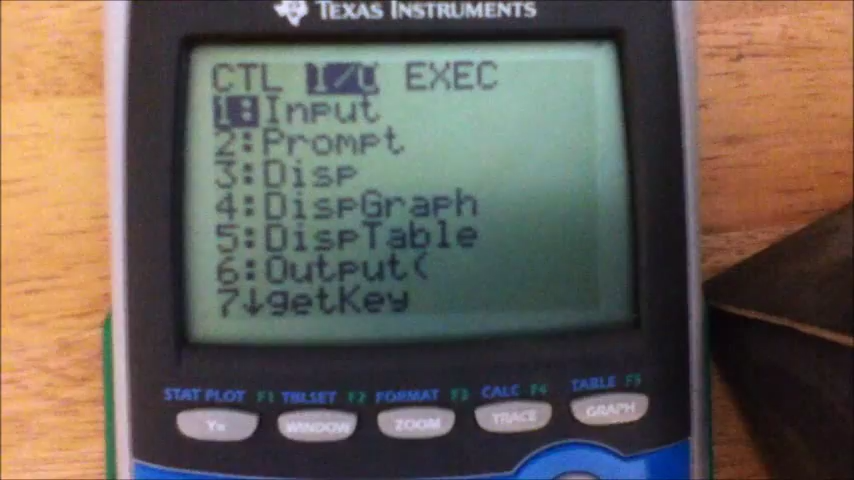 TEXAS INSTRUMENTS
CTL I/O EXEC
1:Input
2:Prompt
3:Disp
4:DispGraph
5:DispTable
6:Output(
7↓getKey
STAT PLOT F1 TBLSET F2 FORMAT F3 CALC F4 TABLE F5
Y= WINDOW ZOOM TRACE GRAPH